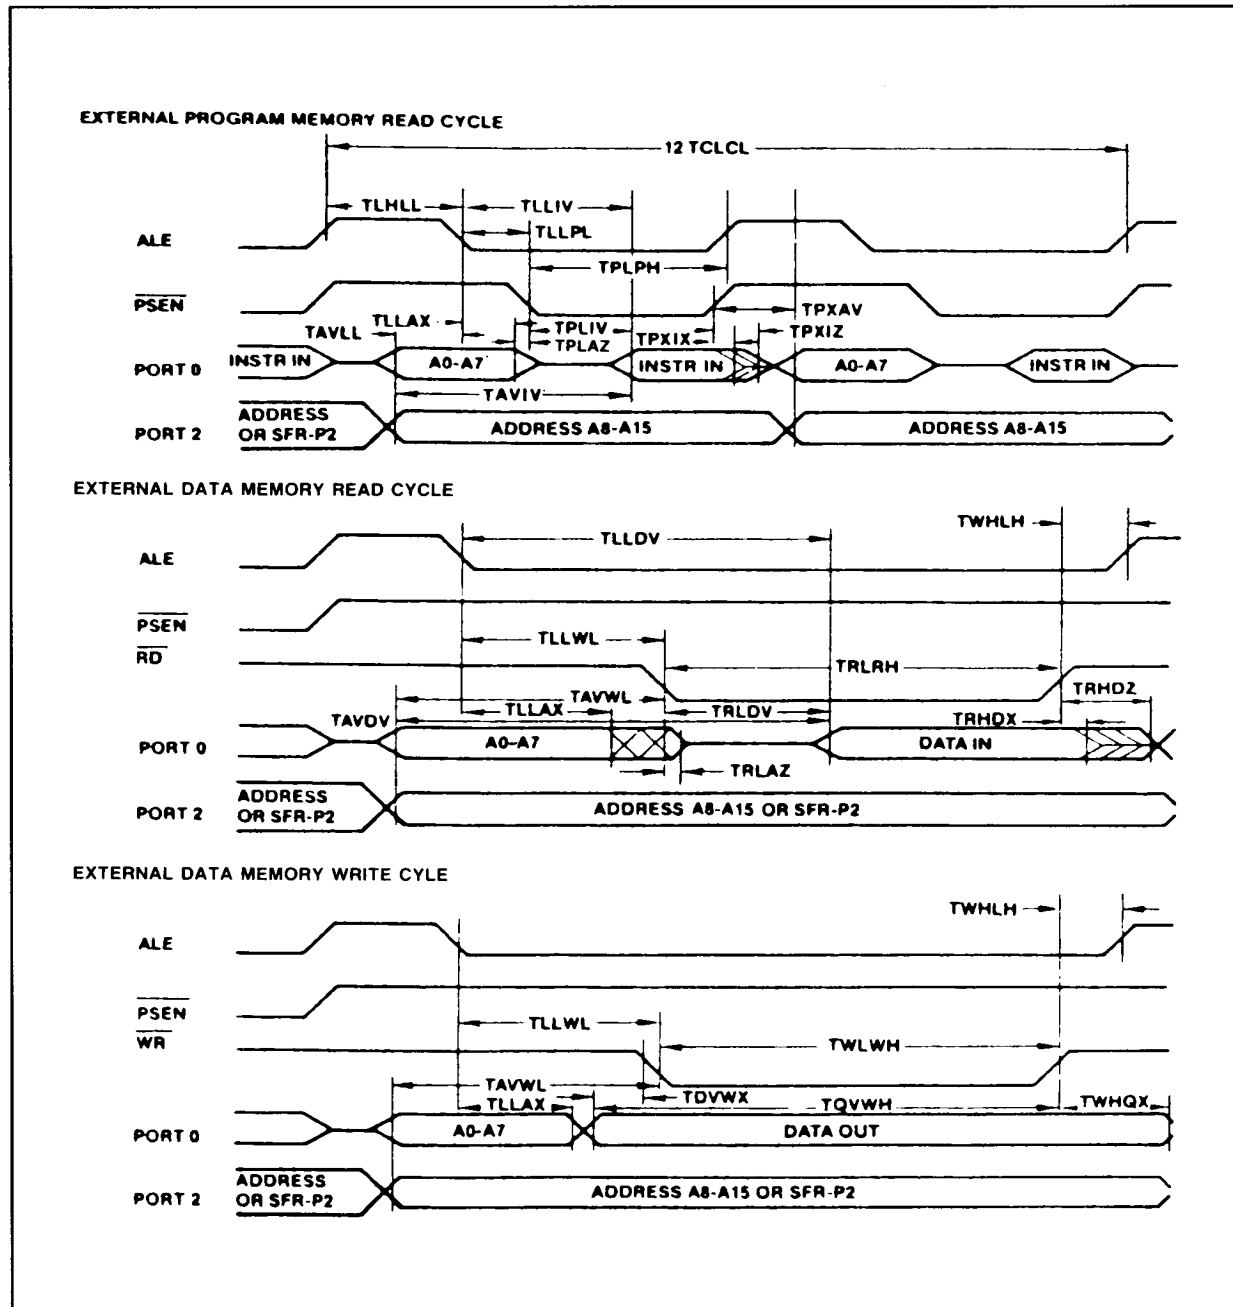 EXTERNAL PROGRAM MEMORY READ CYCLE
12 TCLCL
TLHLL
TLLIV
ALE
TLLPL
TPLPH
PSEN
TPXAV
TLLAX
TPLIV
TAVLL
TPXIX
TPXIZ
TPLAZ
PORT 0
INSTR IN
A0-A7
INSTR IN
A0-A7
INSTR IN
TAVIV
PORT 2
ADDRESS
OR SFR-P2
ADDRESS A8-A15
ADDRESS A8-A15
EXTERNAL DATA MEMORY READ CYCLE
TWHLH
ALE
TLLDV
PSEN
TLLWL
RD
TRLRH
TAVWL
TRHDZ
TLLAX
TRLDV
TAVDV
TRHDX
PORT 0
A0-A7
DATA IN
TRLAZ
PORT 2
ADDRESS
OR SFR-P2
ADDRESS A8-A15 OR SFR-P2
EXTERNAL DATA MEMORY WRITE CYLE
TWHLH
ALE
PSEN
TLLWL
WR
TWLWH
TAVWL
TDVWX
TLLAX
TQVWH
TWHQX
PORT 0
A0-A7
DATA OUT
PORT 2
ADDRESS
OR SFR-P2
ADDRESS A8-A15 OR SFR-P2